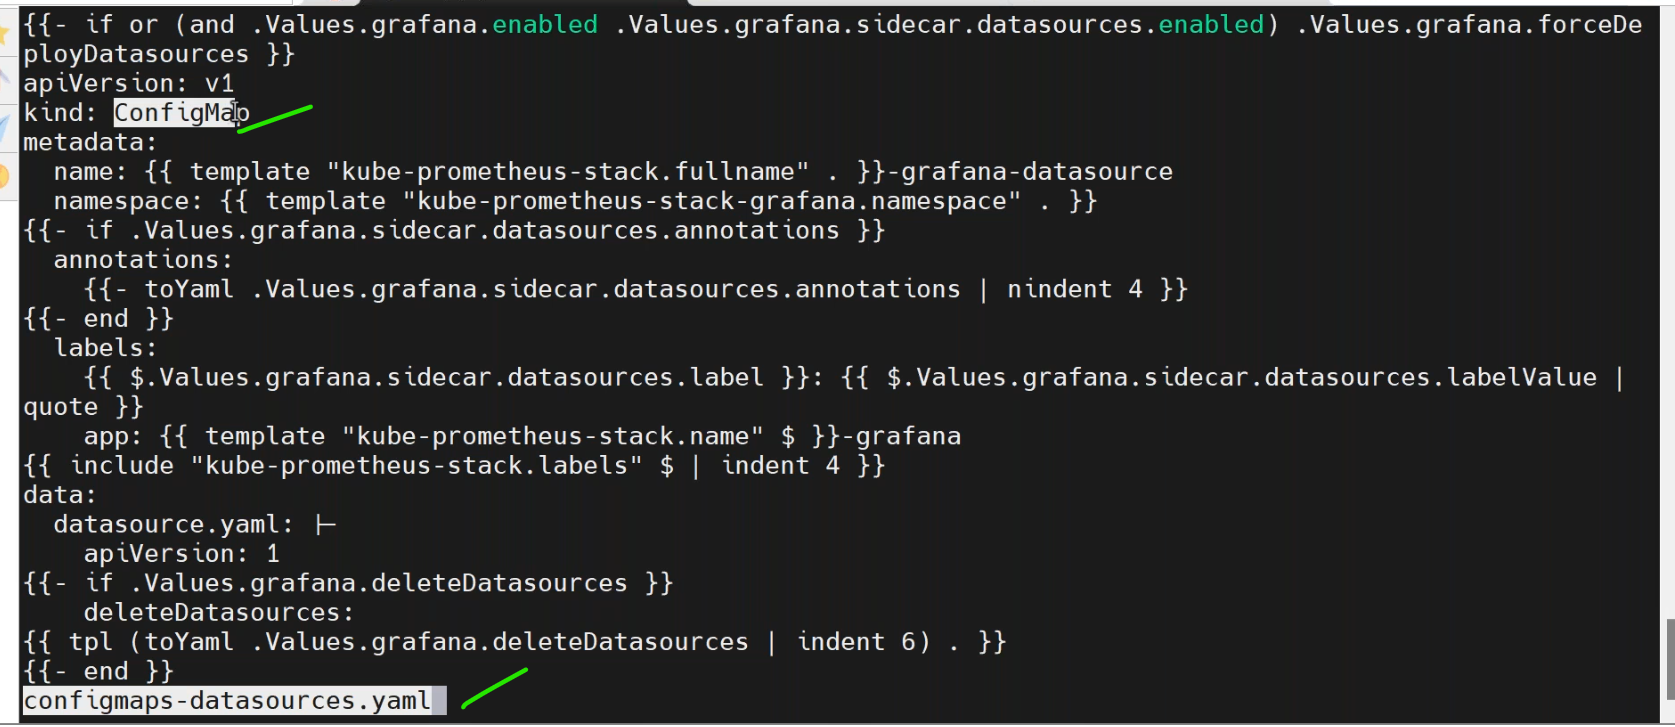 {{- if or (and .Values.grafana.enabled .Values.grafana.sidecar.datasources.enabled) .Values.grafana.forceDe
ployDatasources }}
apiVersion: v1
kind: ConfigMap
metadata:
  name: {{ template "kube-prometheus-stack.fullname" . }}-grafana-datasource
  namespace: {{ template "kube-prometheus-stack-grafana.namespace" . }}
{{- if .Values.grafana.sidecar.datasources.annotations }}
  annotations:
    {{- toYaml .Values.grafana.sidecar.datasources.annotations | nindent 4 }}
{{- end }}
  labels:
    {{ $.Values.grafana.sidecar.datasources.label }}: {{ $.Values.grafana.sidecar.datasources.labelValue |
quote }}
    app: {{ template "kube-prometheus-stack.name" $ }}-grafana
{{ include "kube-prometheus-stack.labels" $ | indent 4 }}
data:
  datasource.yaml: |-
    apiVersion: 1
{{- if .Values.grafana.deleteDatasources }}
    deleteDatasources:
{{ tpl (toYaml .Values.grafana.deleteDatasources | indent 6) . }}
{{- end }}
configmaps-datasources.yaml